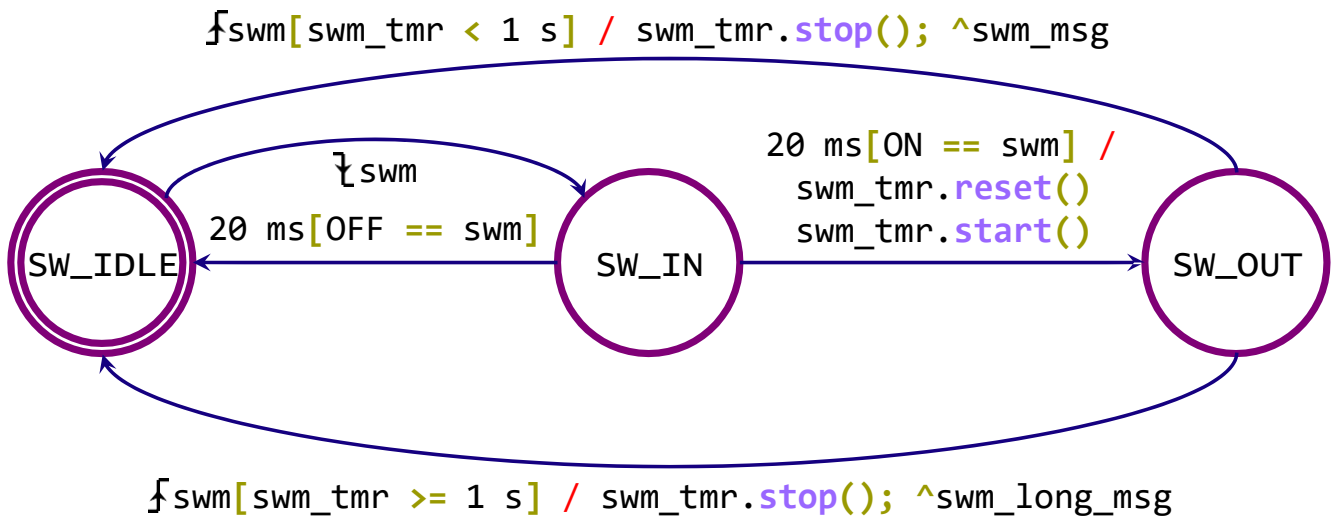 swm[swm_tmr < 1 s] / swm_tmr.stop(); ^swm_msg
20 ms[ON == swm] /
swm_tmr.reset()
swm_tmr.start()
swm
20 ms[OFF == swm]
SW_IDLE
SW_IN
SW_OUT
swm[swm_tmr >= 1 s] / swm_tmr.stop(); ^swm_long_msg